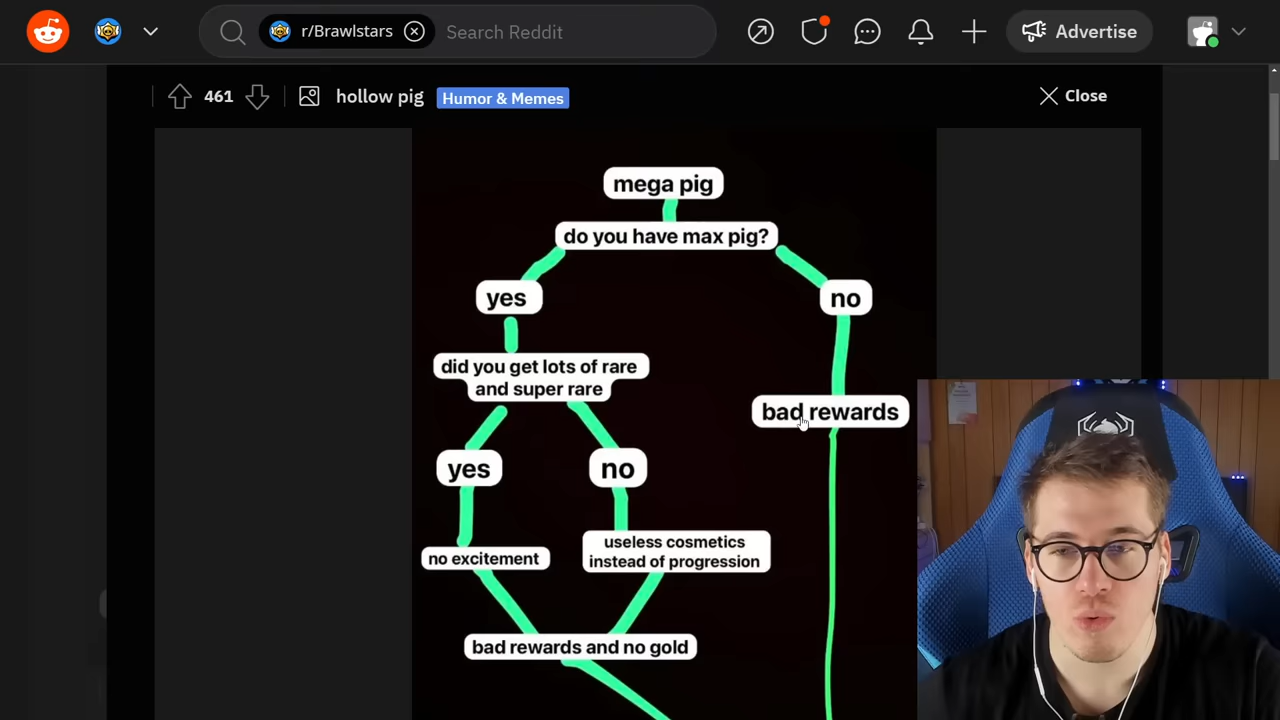 r/Brawlstars
Search Reddit
Advertise
461
hollow pig
Humor & Memes
Close
mega pig
do you have max pig?
yes
no
did you get lots of rare
and super rare
bad rewards
yes
no
no excitement
useless cosmetics
instead of progression
bad rewards and no gold